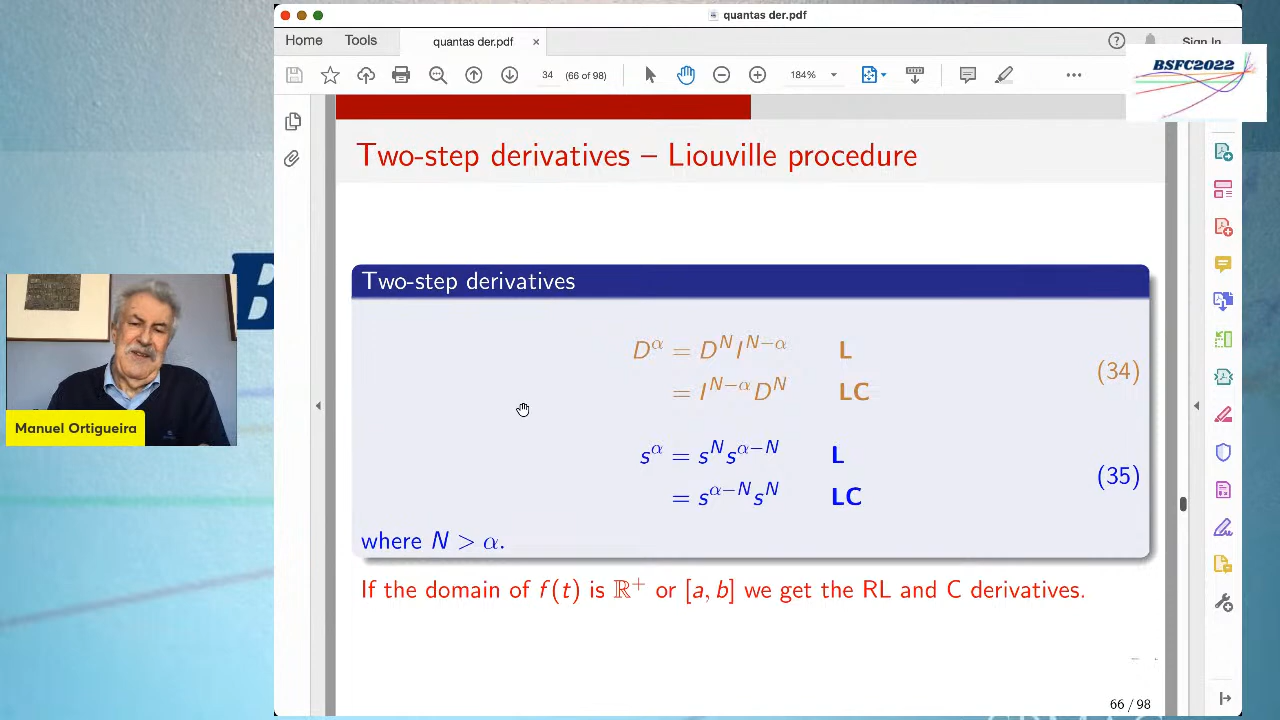 quantas der.pdf
Home
Tools
quantas der.pdf
×
?
Sign In
(66 of 98)
184%
BSFC2022
Two-step derivatives – Liouville procedure
Two-step derivatives
D^α = D^N I^{N−α} L
= I^{N−α} D^N LC
(34)
s^α = s^N s^{α−N} L
= s^{α−N} s^N LC
(35)
where N > α.
If the domain of f(t) is ℝ⁺ or [a, b] we get the RL and C derivatives.
66 / 98
Manuel Ortigueira